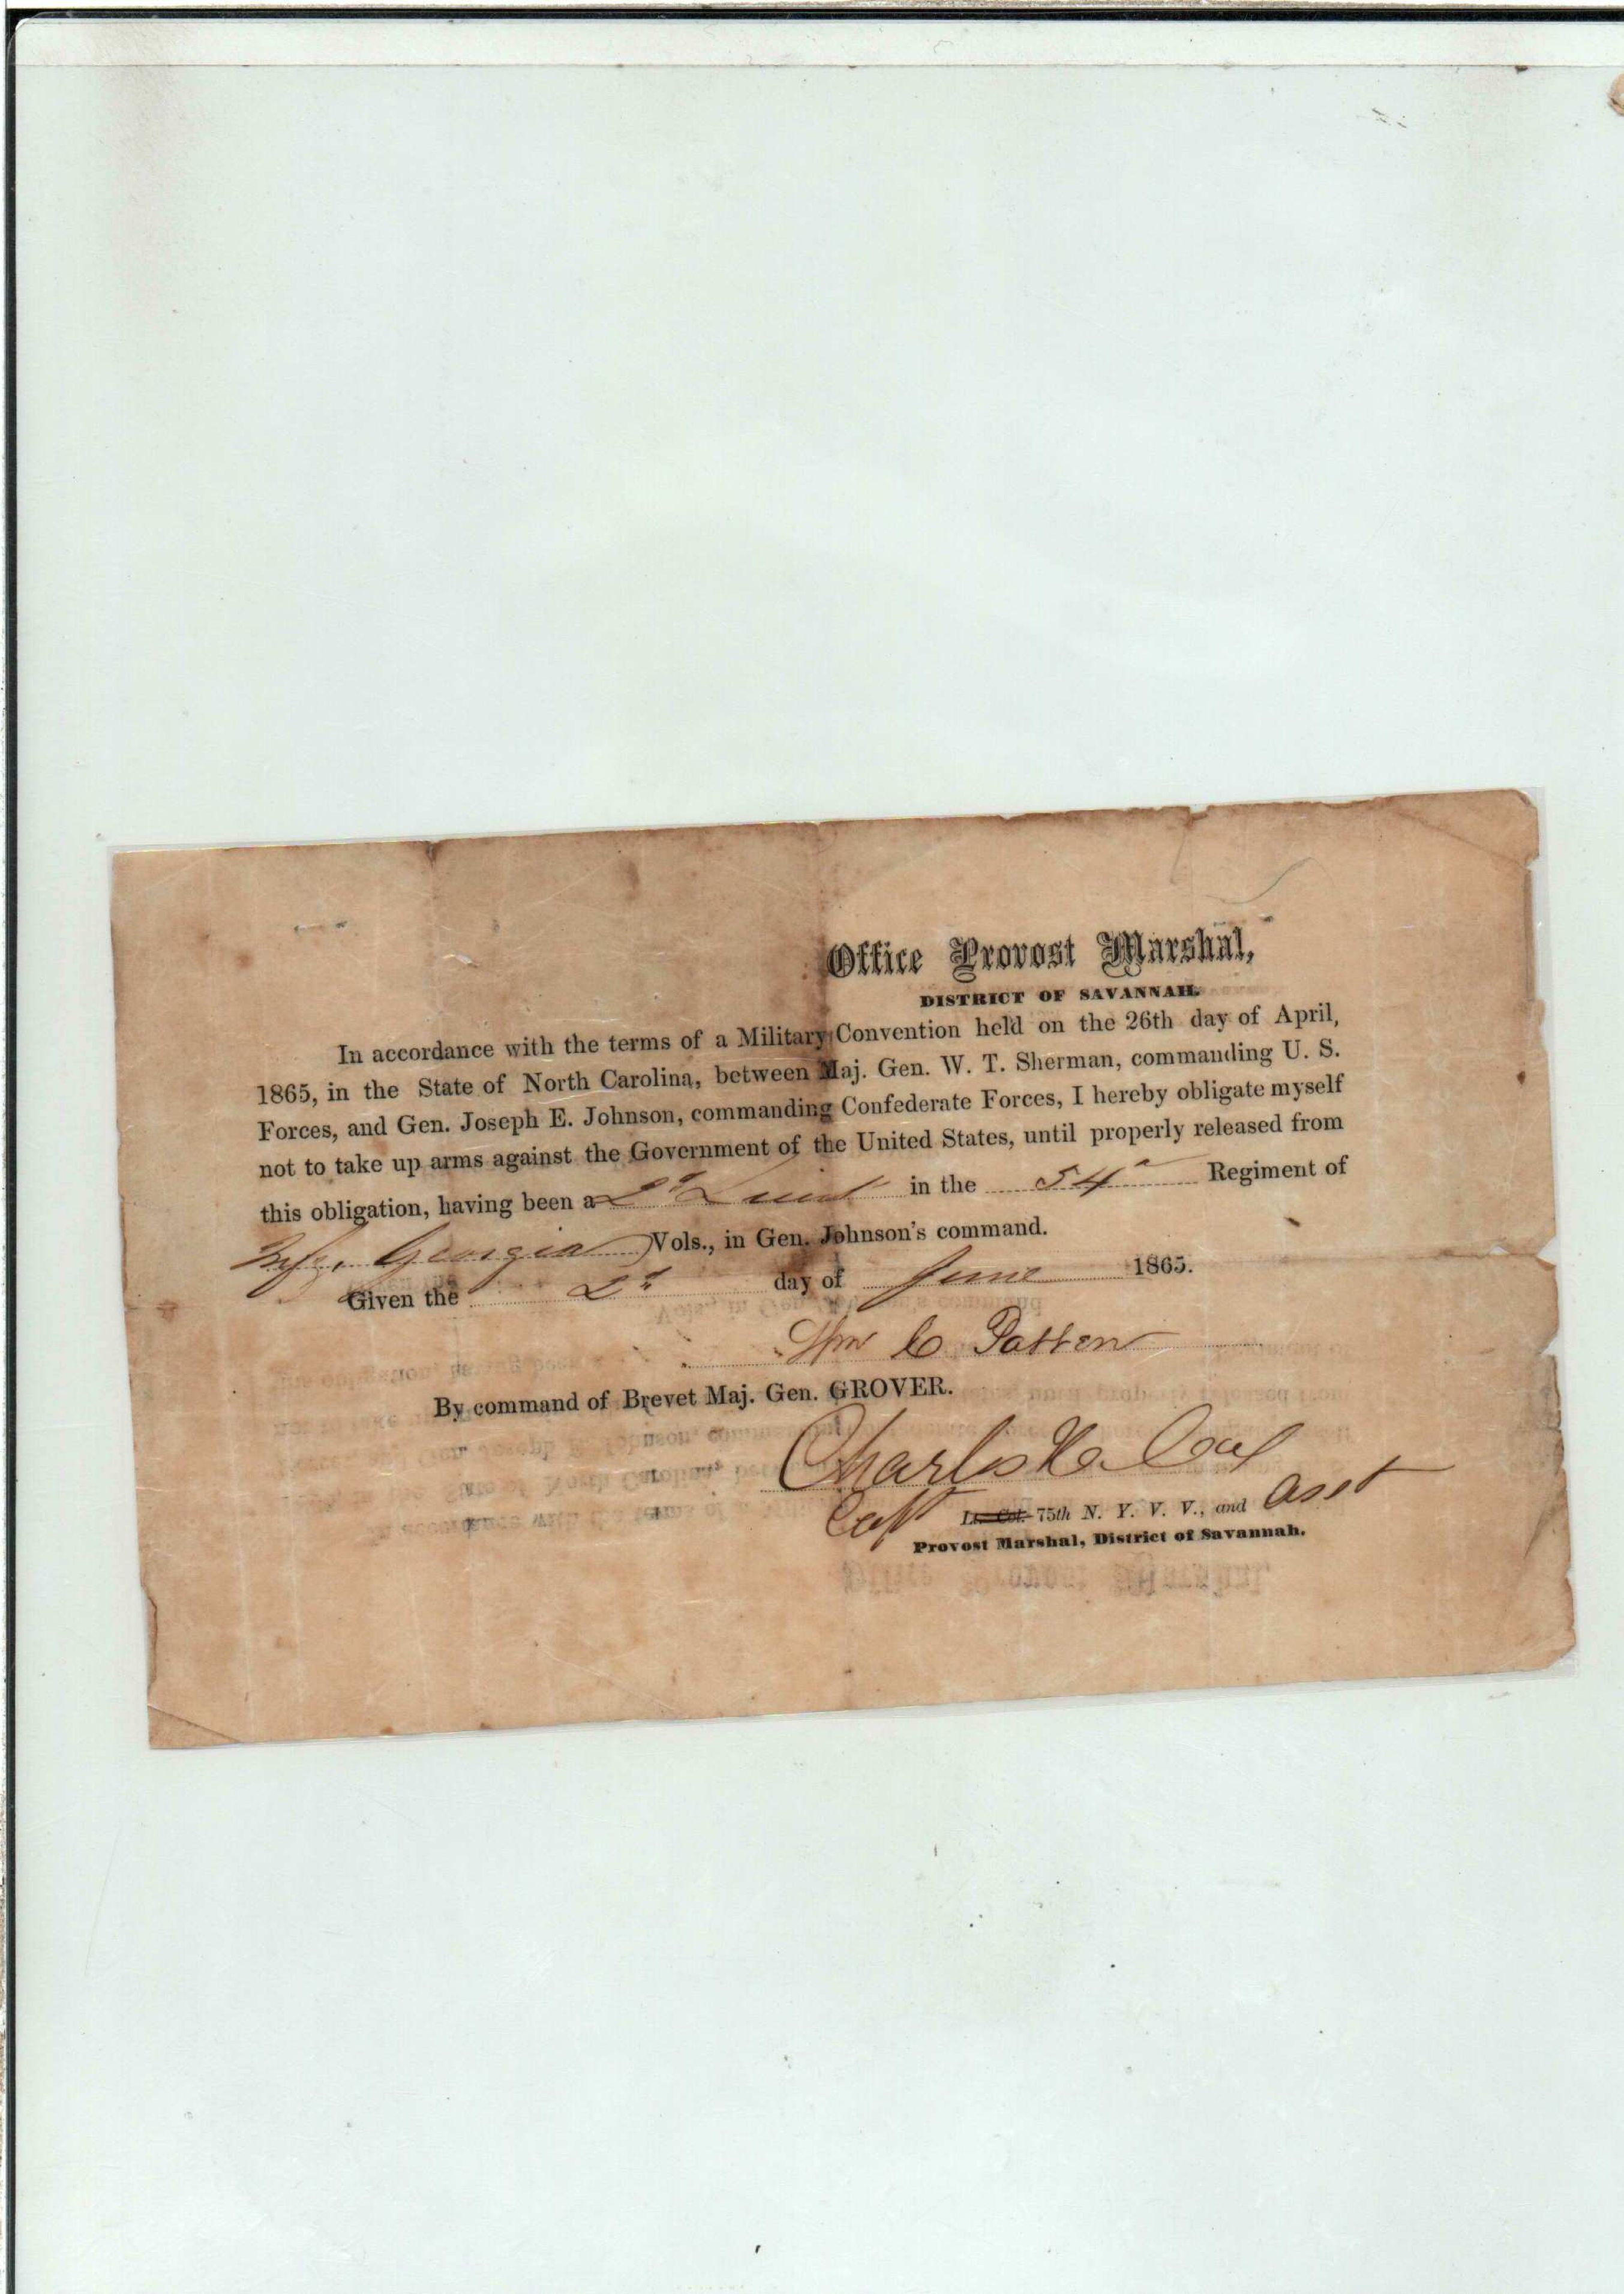 Office Provost Marshal,
DISTRICT OF SAVANNAH.
In accordance with the terms of a Military Convention held on the 26th day of April,
1865, in the State of North Carolina, between Maj. Gen. W. T. Sherman, commanding U. S.
Forces, and Gen. Joseph E. Johnson, commanding Confederate Forces, I hereby obligate myself
not to take up arms against the Government of the United States, until properly released from
this obligation, having been a 2d Lieut in the 54 Regiment of
Infy. Georgia Vols., in Gen. Johnson's command.
Given the 2d day of June 1865.
Wm C Patten
By command of Brevet Maj. Gen. GROVER.
Charles
Capt Lt. Col. 75th N. Y. V. V., and Asst
Provost Marshal, District of Savannah.